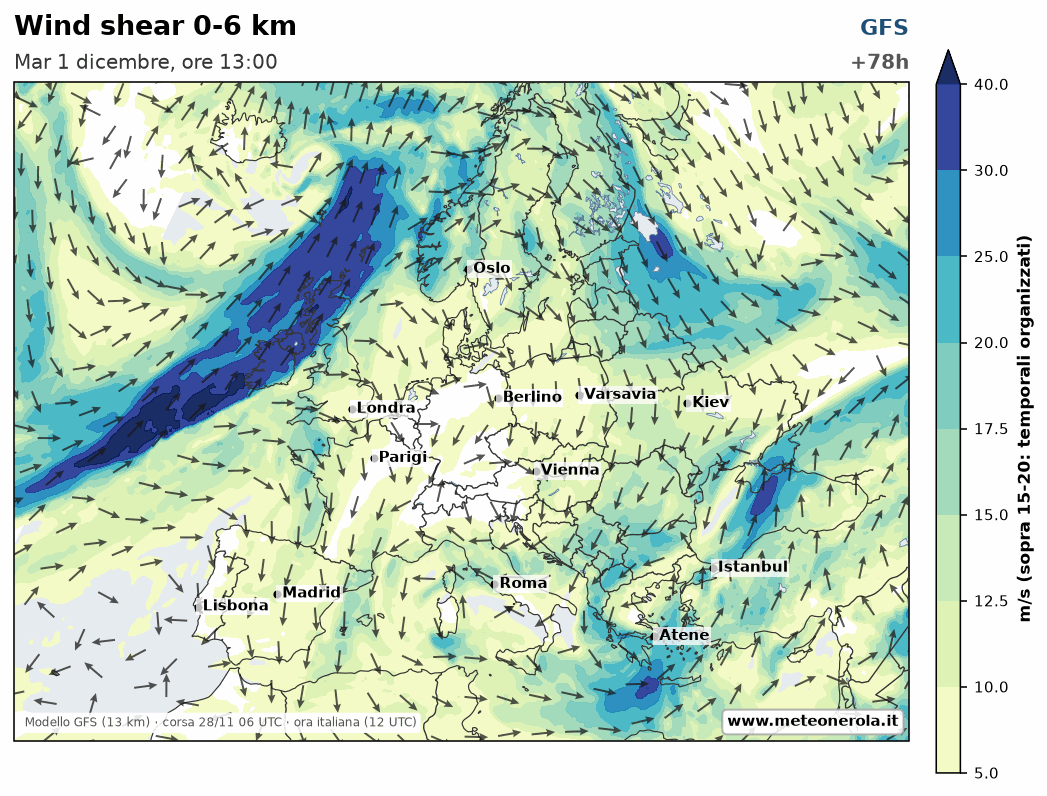 Wind shear 0-6 km
GFS
Mar 1 dicembre, ore 13:00
+78h
40.0
30.0
25.0
20.0
17.5
15.0
12.5
10.0
5.0
m/s (sopra 15-20: temporali organizzati)
Oslo
Londra
Berlino
Varsavia
Kiev
Parigi
Vienna
Istanbul
Roma
Madrid
Lisbona
Atene
Modello GFS (13 km) · corsa 28/11 06 UTC · ora italiana (12 UTC)
www.meteonerola.it